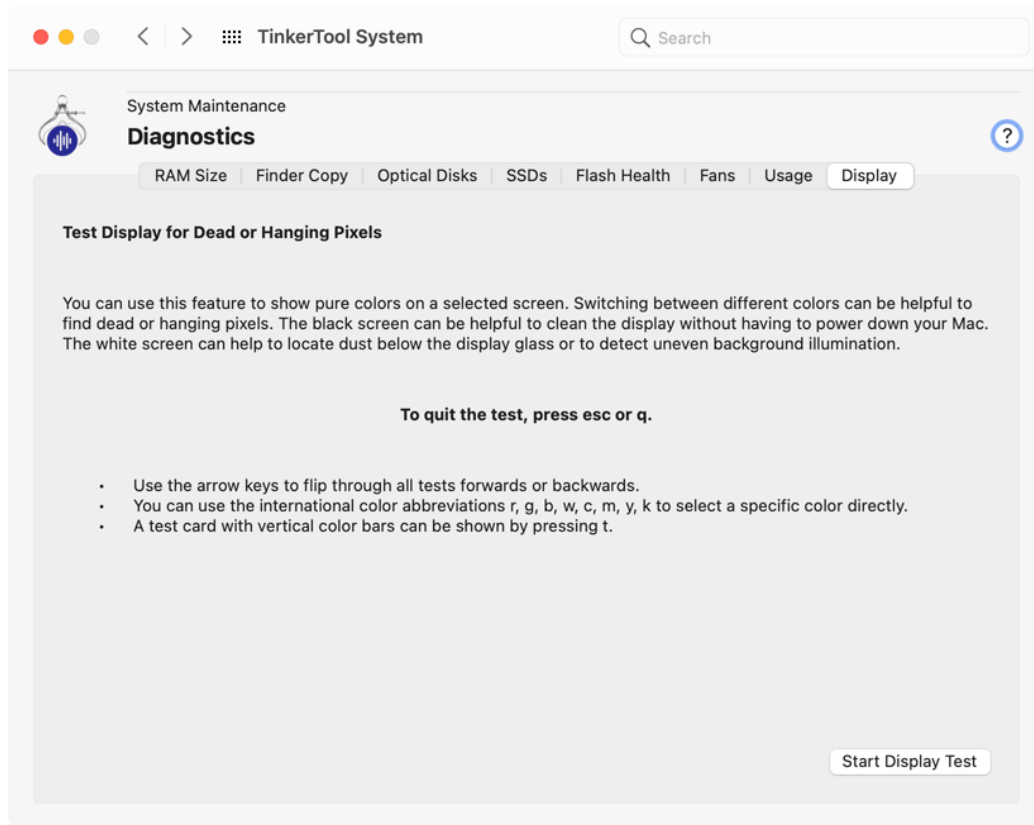 TinkerTool System
Search
System Maintenance
Diagnostics
?
RAM Size
Finder Copy
Optical Disks
SSDs
Flash Health
Fans
Usage
Display
Test Display for Dead or Hanging Pixels
You can use this feature to show pure colors on a selected screen. Switching between different colors can be helpful to
find dead or hanging pixels. The black screen can be helpful to clean the display without having to power down your Mac.
The white screen can help to locate dust below the display glass or to detect uneven background illumination.
To quit the test, press esc or q.
• Use the arrow keys to flip through all tests forwards or backwards.
• You can use the international color abbreviations r, g, b, w, c, m, y, k to select a specific color directly.
• A test card with vertical color bars can be shown by pressing t.
Start Display Test